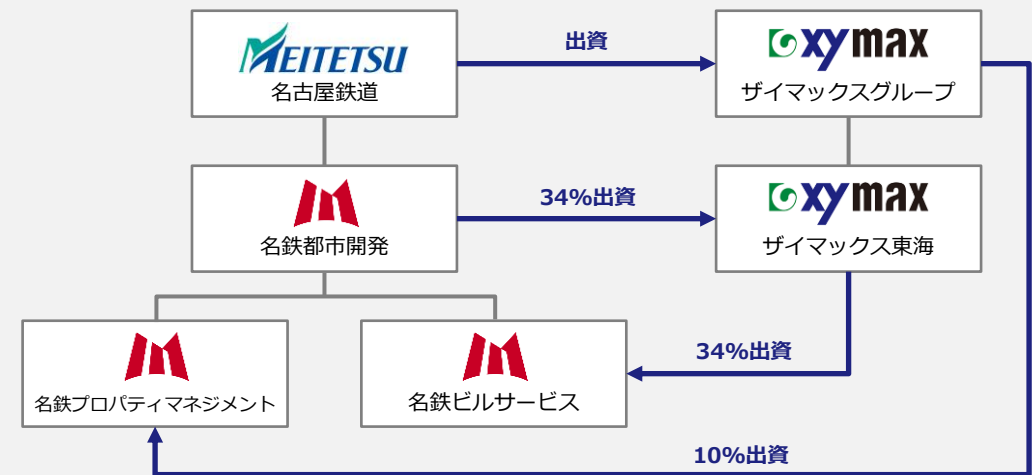 MEITETSU
名古屋鉄道
出資
xymax
ザイマックスグループ
名鉄都市開発
34%出資
xymax
ザイマックス東海
名鉄プロパティマネジメント
名鉄ビルサービス
34%出資
10%出資